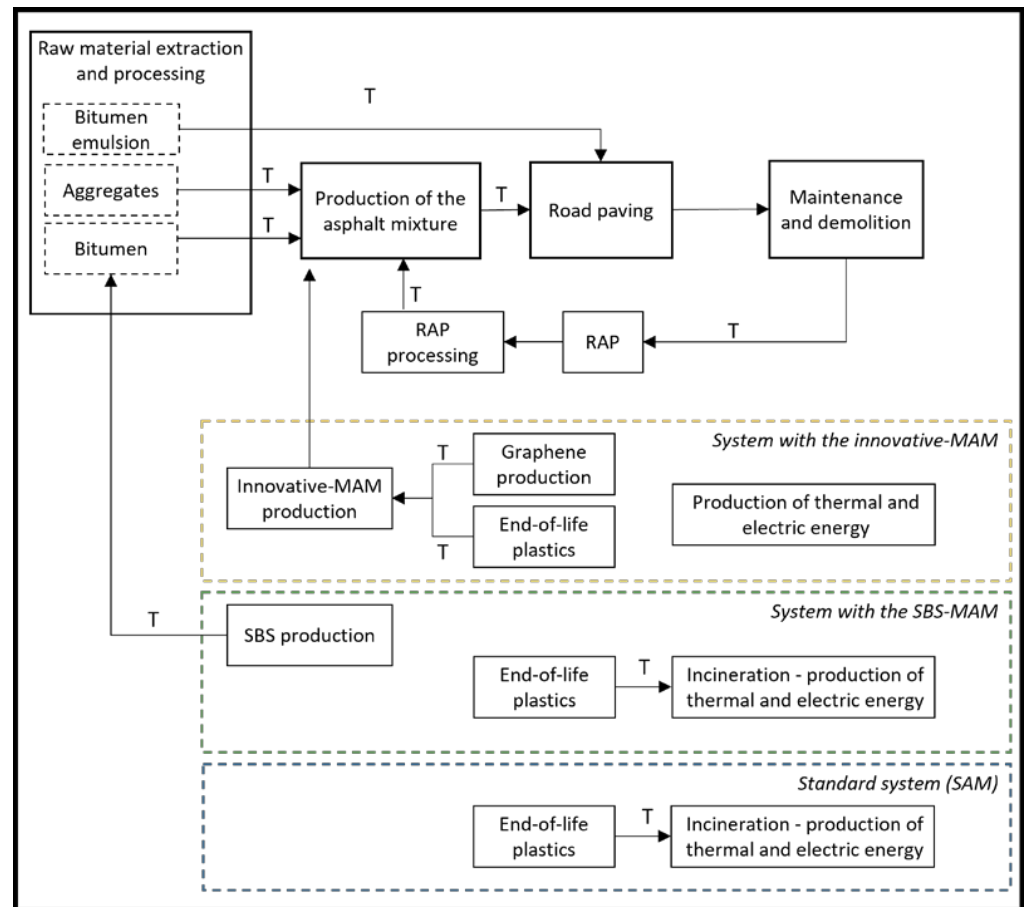 Raw material extraction
and processing
T
Bitumen
emulsion
Aggregates
T
Production of the
asphalt mixture
T
Road paving
Maintenance
and demolition
Bitumen
T
T
RAP
processing
RAP
T
System with the innovative-MAM
Innovative-MAM
production
T
Graphene
production
T
End-of-life
plastics
Production of thermal and
electric energy
System with the SBS-MAM
T
SBS production
End-of-life
plastics
T
Incineration - production of
thermal and electric energy
Standard system (SAM)
End-of-life
plastics
T
Incineration - production of
thermal and electric energy